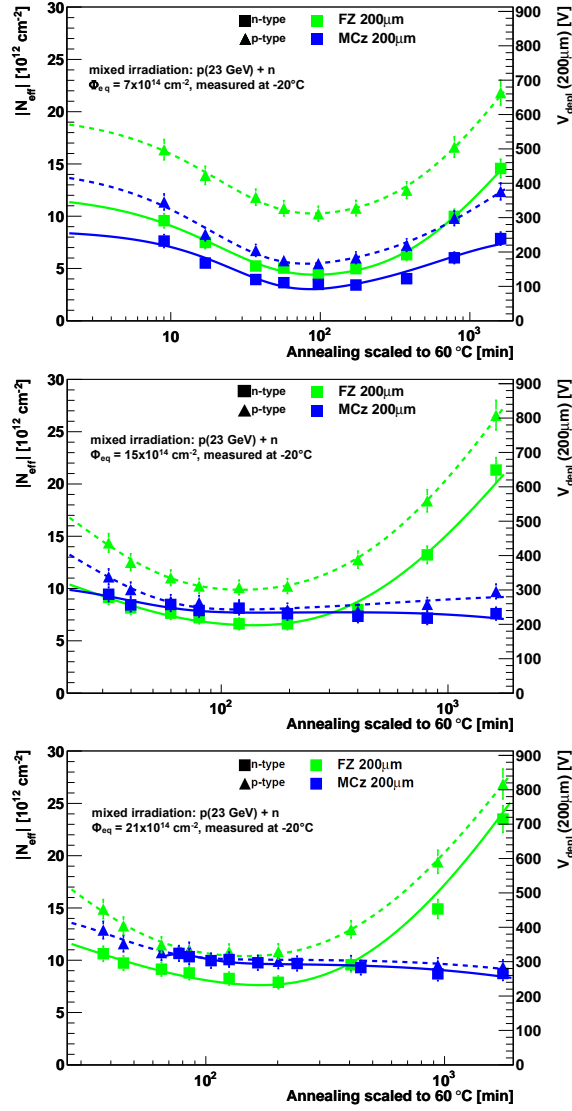 |N_eff| [10^12 cm^-2]
V_depl (200μm) [V]
30
25
20
15
10
5
0
900
800
700
600
500
400
300
200
100
0
n-type FZ 200μm
p-type MCz 200μm
mixed irradiation: p(23 GeV) + n
Φ_eq = 7x10^14 cm^-2, measured at -20°C
10 10^2 10^3
Annealing scaled to 60 °C [min]
|N_eff| [10^12 cm^-2]
V_depl (200μm) [V]
30
25
20
15
10
5
0
900
800
700
600
500
400
300
200
100
0
n-type FZ 200μm
p-type MCz 200μm
mixed irradiation: p(23 GeV) + n
Φ_eq = 15x10^14 cm^-2, measured at -20°C
10^2 10^3
Annealing scaled to 60 °C [min]
|N_eff| [10^12 cm^-2]
V_depl (200μm) [V]
30
25
20
15
10
5
0
900
800
700
600
500
400
300
200
100
0
n-type FZ 200μm
p-type MCz 200μm
mixed irradiation: p(23 GeV) + n
Φ_eq = 21x10^14 cm^-2, measured at -20°C
10^2 10^3
Annealing scaled to 60 °C [min]